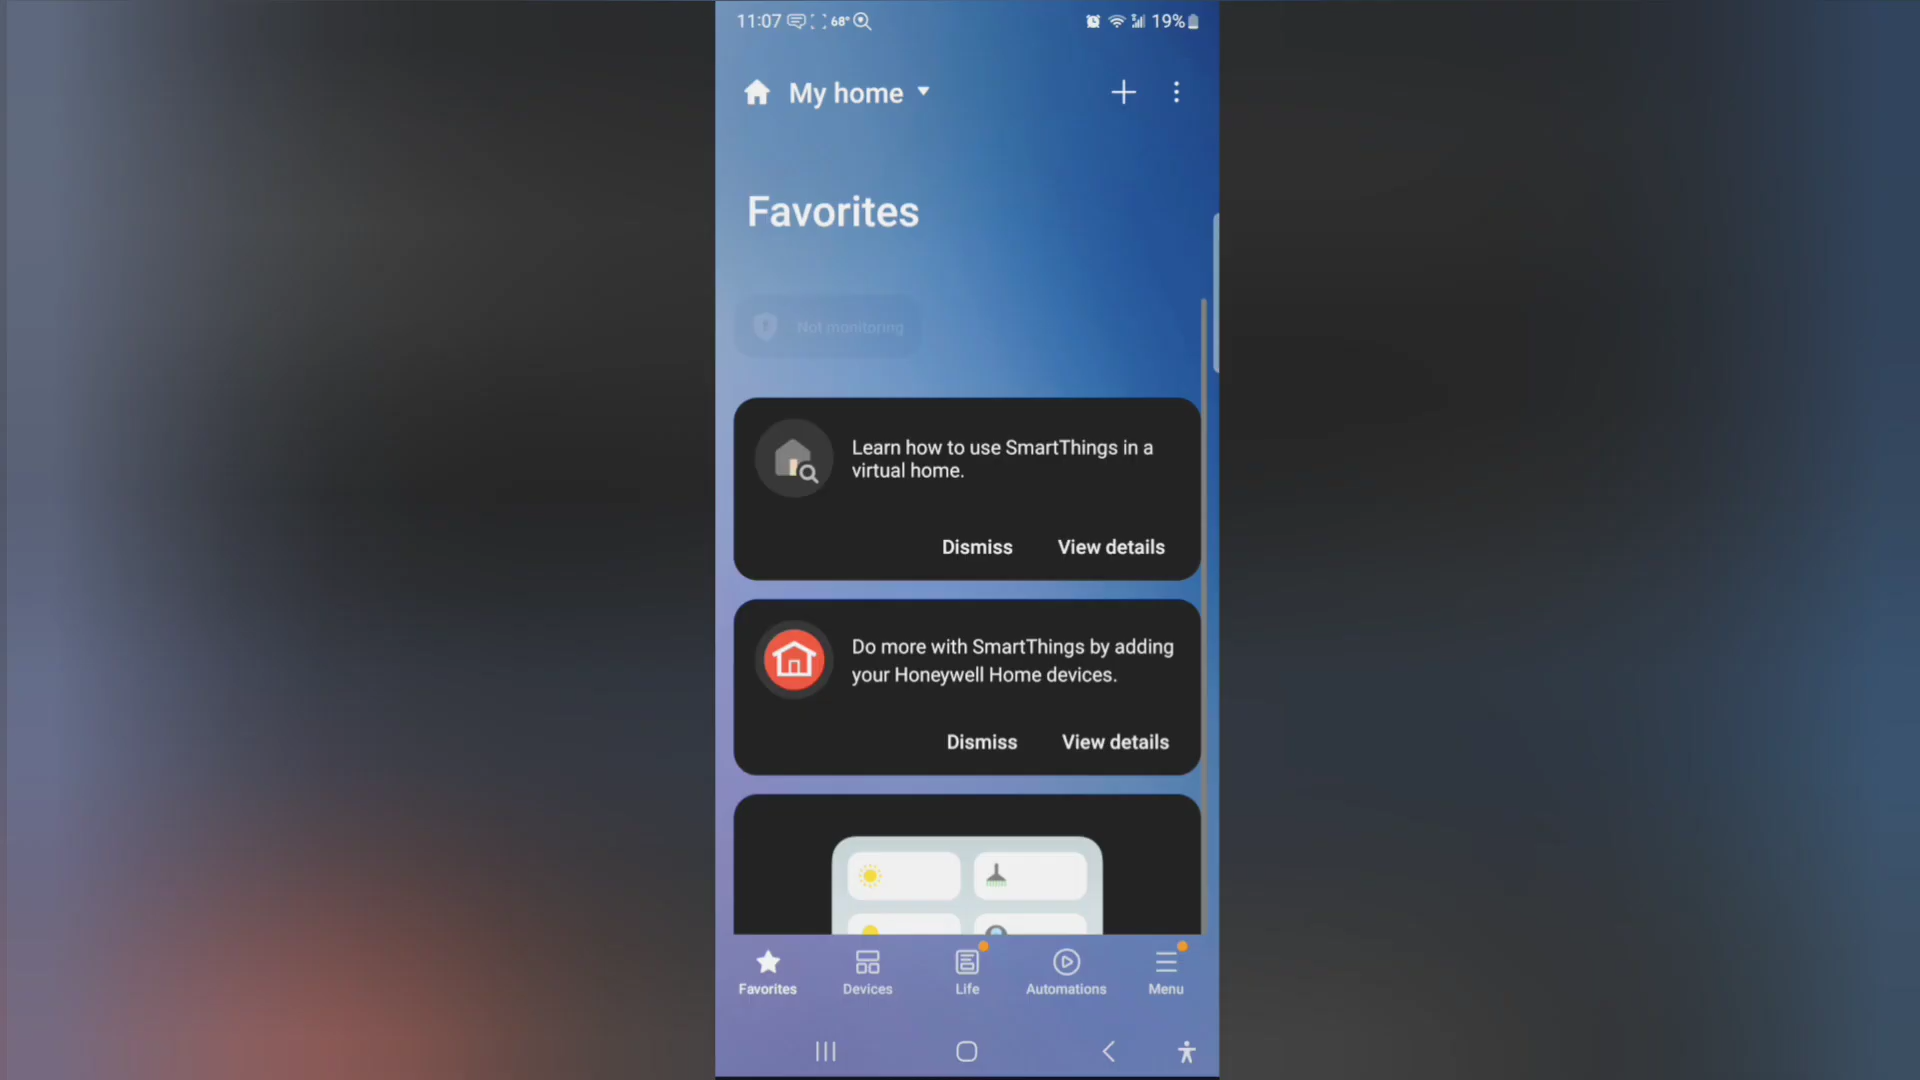 11:07 68° 19%
My home
Favorites
Not monitoring
Learn how to use SmartThings in a
virtual home.
Dismiss View details
Do more with SmartThings by adding
your Honeywell Home devices.
Dismiss View details
Favorites Devices Life Automations Menu